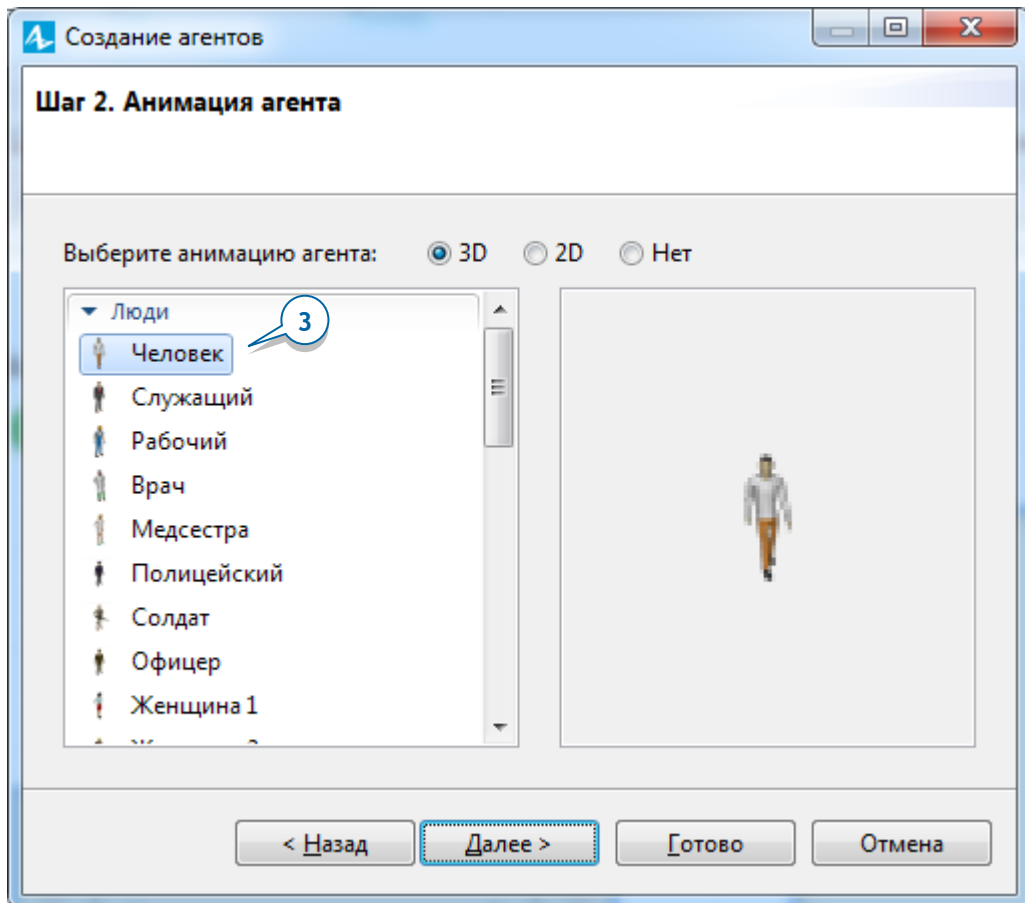 Создание агентов
Шаг 2. Анимация агента
Выберите анимацию агента: 3D 2D Нет
Люди
3
Человек
Служащий
Рабочий
Врач
Медсестра
Полицейский
Солдат
Офицер
Женщина 1
< Назад Далее > Готово Отмена